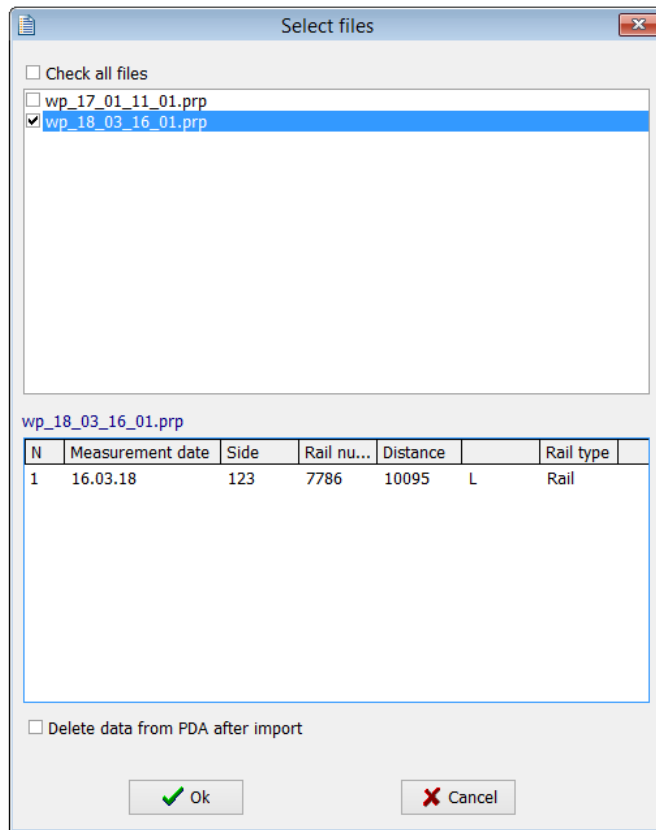 Select files
Check all files
wp_17_01_11_01.prp
wp_18_03_16_01.prp
wp_18_03_16_01.prp
N Measurement date Side Rail nu... Distance Rail type
1 16.03.18 123 7786 10095 L Rail
Delete data from PDA after import
Ok Cancel